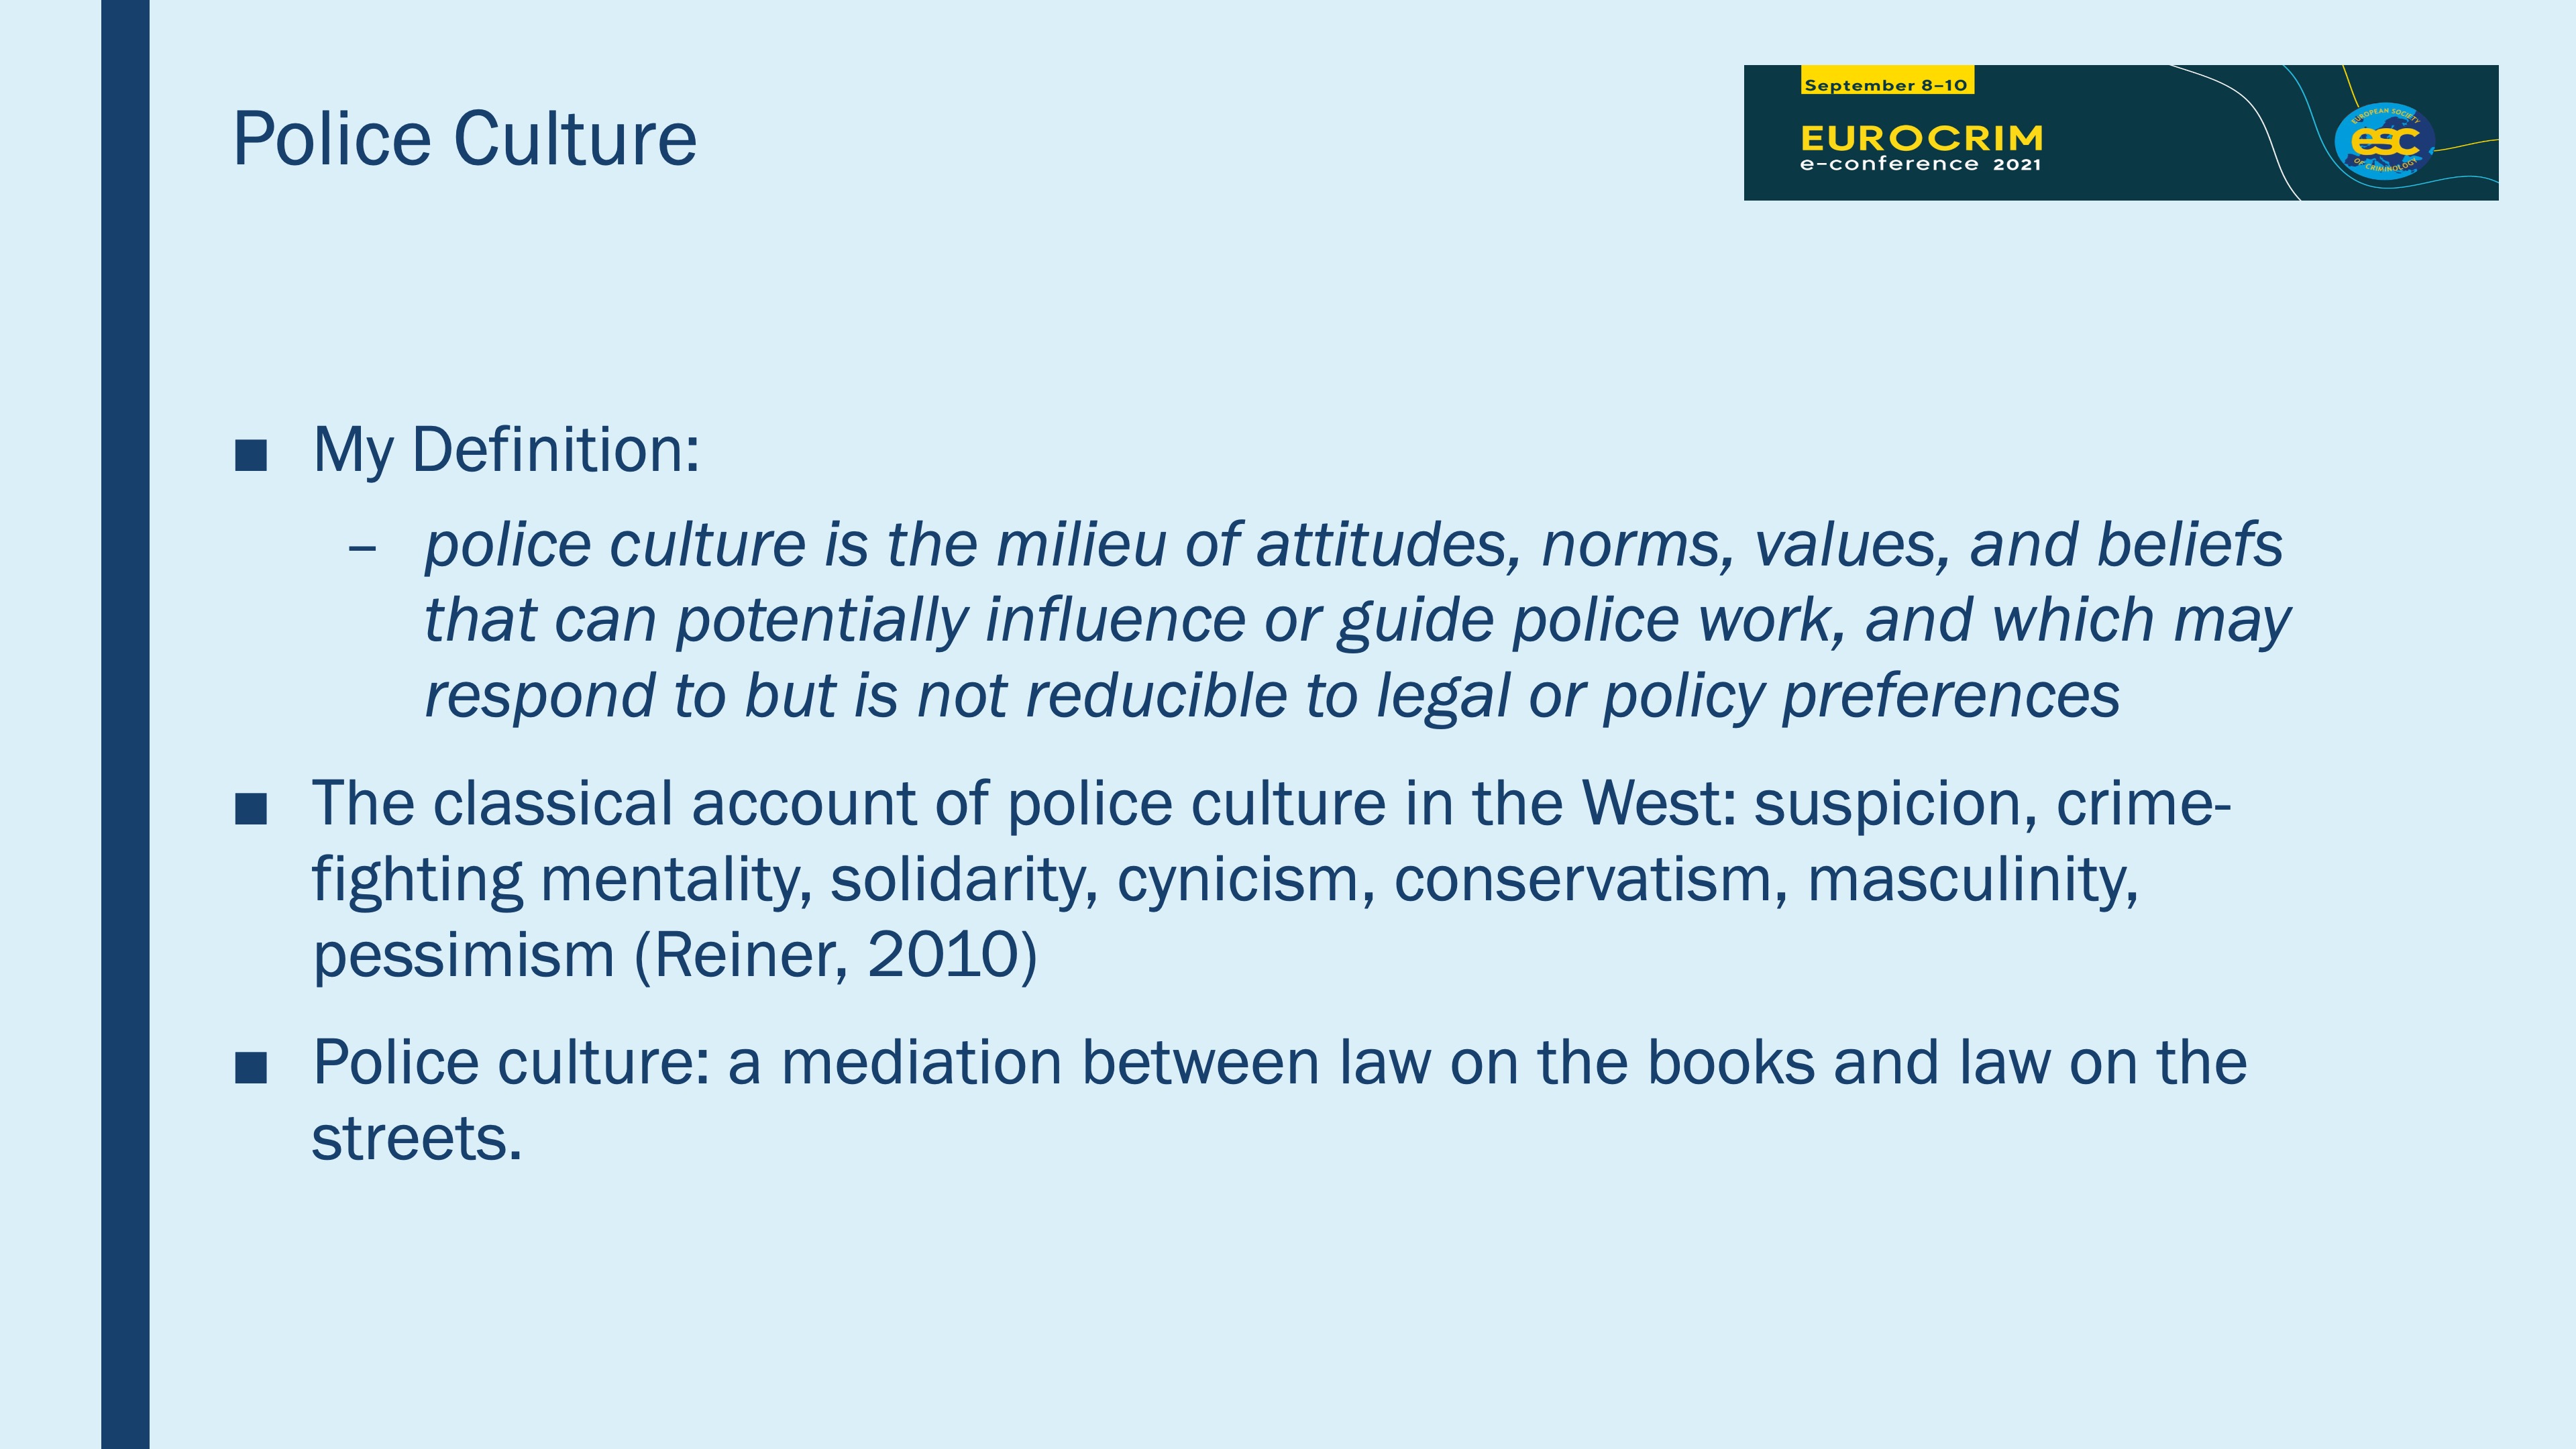 Police Culture
September 8–10
EUROCRIM
e-conference 2021
EUROPEAN SOCIETY
esc
OF CRIMINOLOGY
■ My Definition:
– police culture is the milieu of attitudes, norms, values, and beliefs
that can potentially influence or guide police work, and which may
respond to but is not reducible to legal or policy preferences
■ The classical account of police culture in the West: suspicion, crime-
fighting mentality, solidarity, cynicism, conservatism, masculinity,
pessimism (Reiner, 2010)
■ Police culture: a mediation between law on the books and law on the
streets.